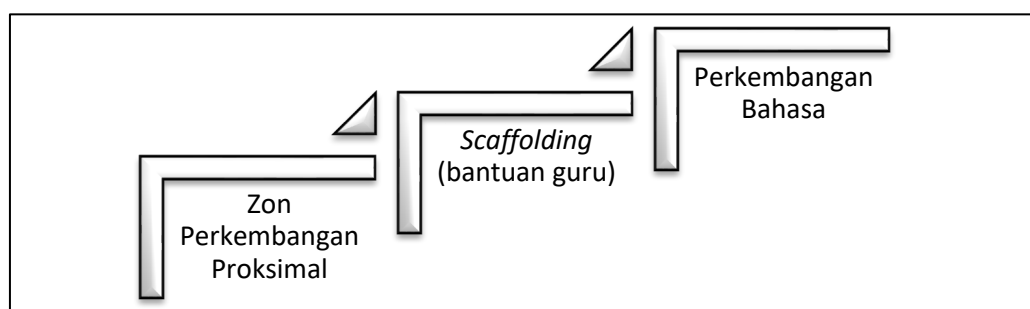 Zon
Perkembangan
Proksimal
Scaffolding
(bantuan guru)
Perkembangan
Bahasa